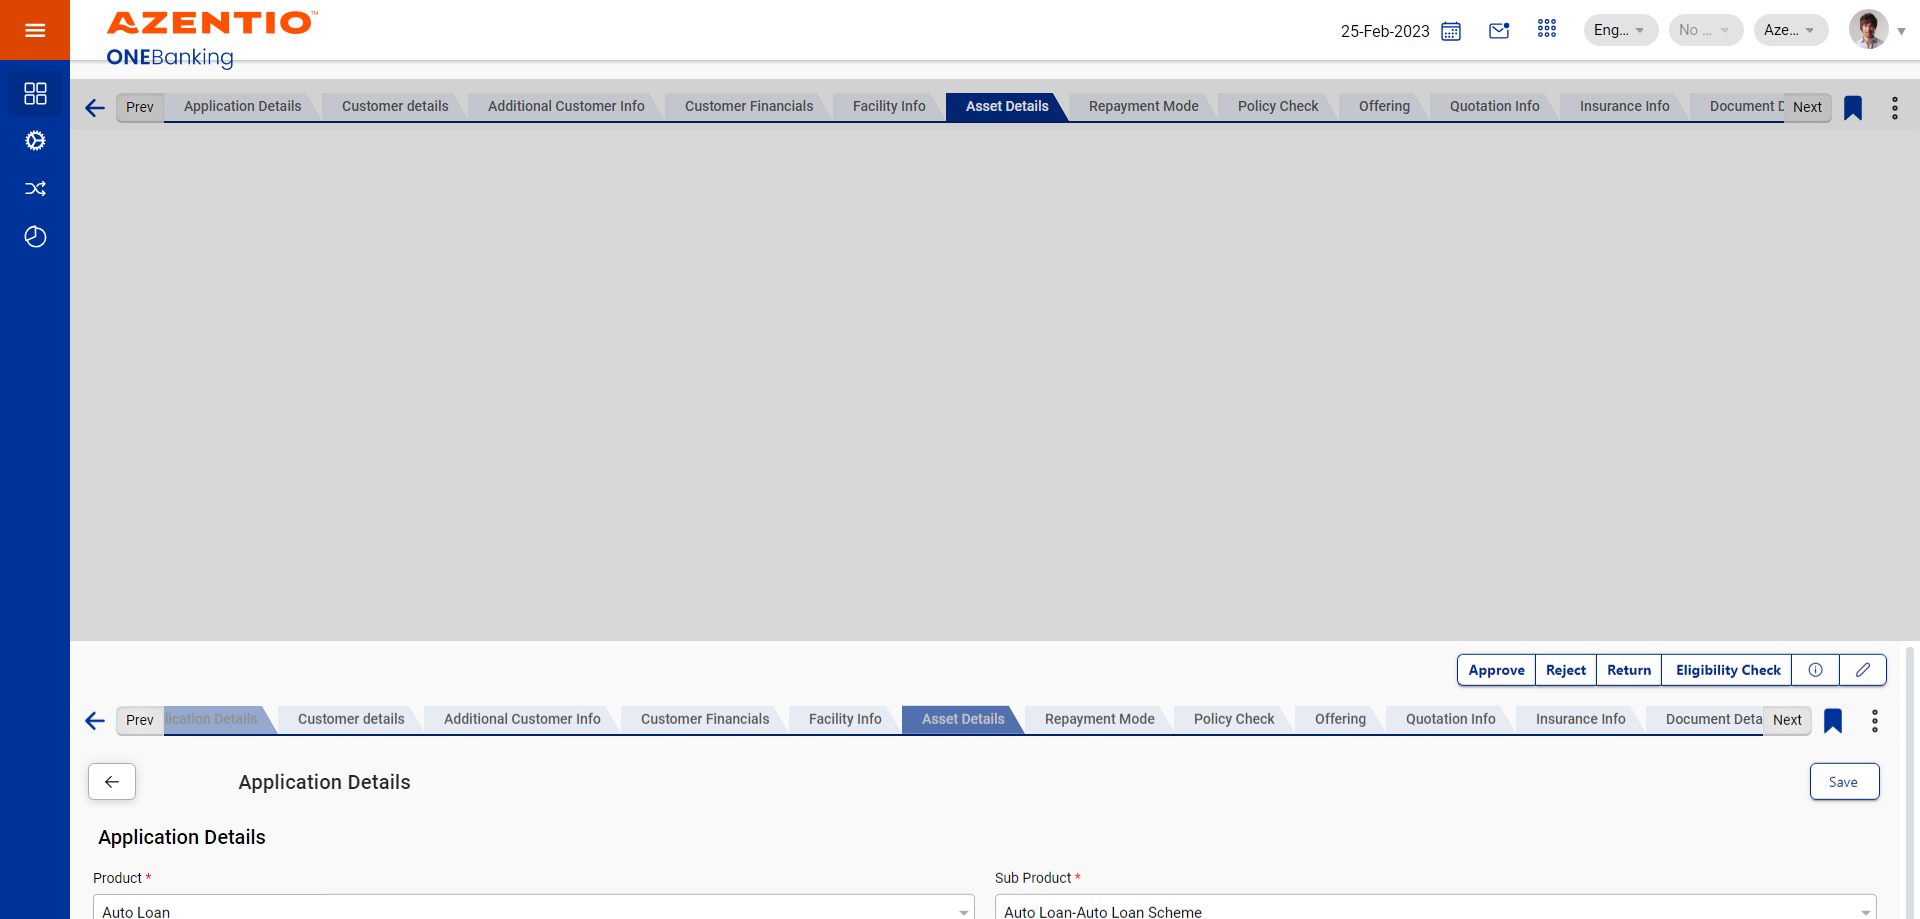 AZENTIO™
ONEBanking
25-Feb-2023
Eng...
No ...
Aze...
Prev
Application Details
Customer details
Additional Customer Info
Customer Financials
Facility Info
Asset Details
Repayment Mode
Policy Check
Offering
Quotation Info
Insurance Info
Document D
Next
Approve
Reject
Return
Eligibility Check
Prev
lication Details
Customer details
Additional Customer Info
Customer Financials
Facility Info
Asset Details
Repayment Mode
Policy Check
Offering
Quotation Info
Insurance Info
Document Deta
Next
Application Details
Save
Application Details
Product *
Sub Product *
Auto Loan
Auto Loan-Auto Loan Scheme